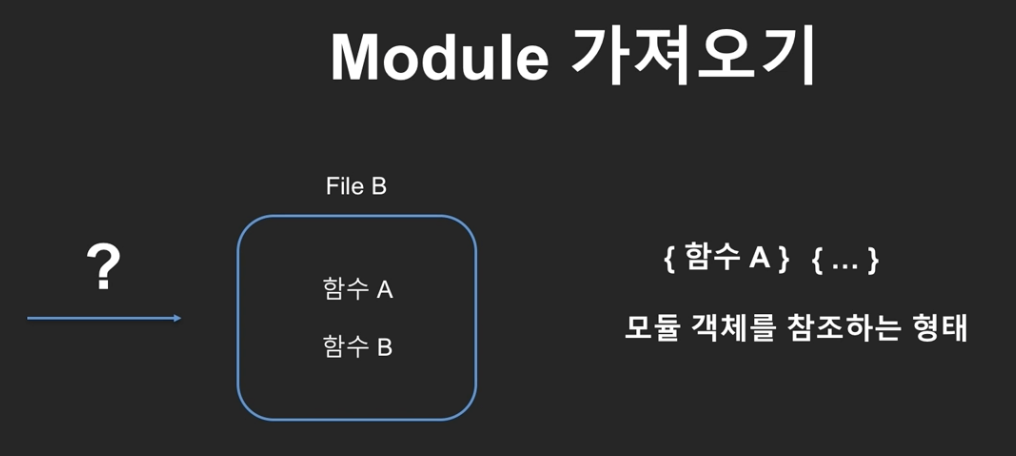 Module 가져오기
File B
?
함수 A
함수 B
{ 함수 A } { ... }
모듈 객체를 참조하는 형태